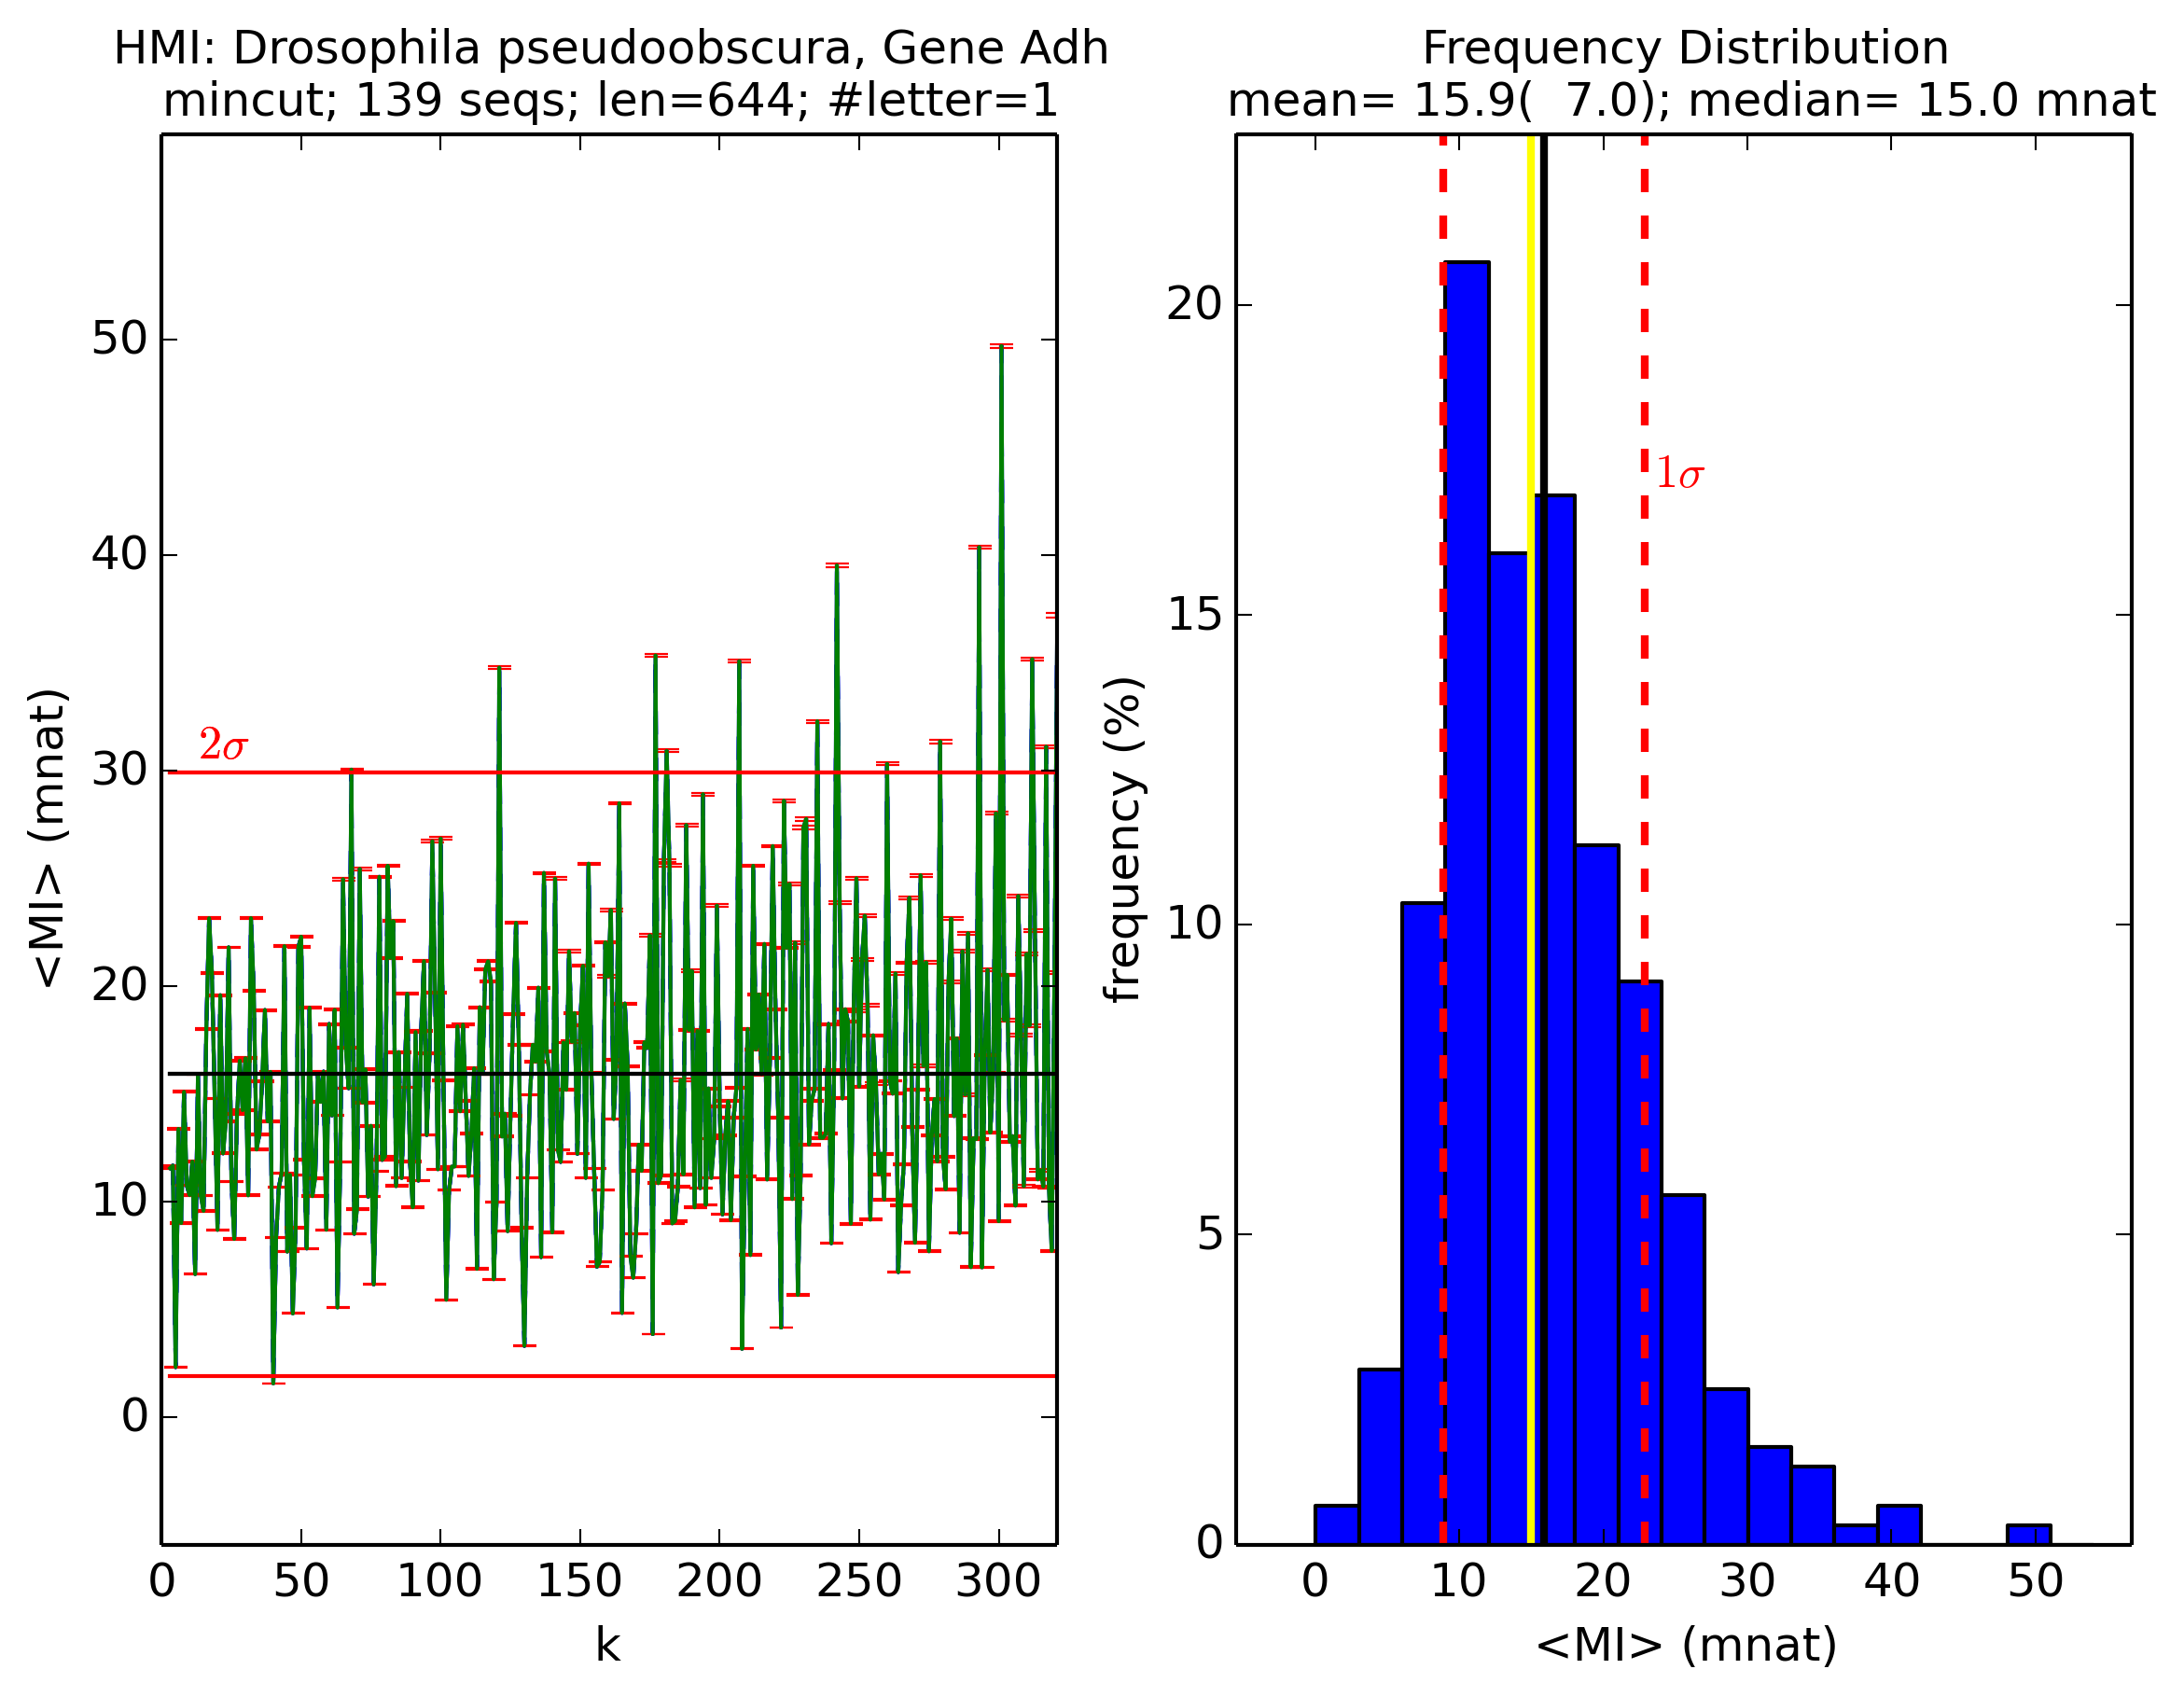 HMI: Drosophila pseudoobscura, Gene Adh
mincut; 139 seqs; len=644; #letter=1
<MI> (mnat)
50
40
30
20
10
0
2σ
0 50 100 150 200 250 300
k
Frequency Distribution
mean= 15.9( 7.0); median= 15.0 mnat
frequency (%)
20
15
10
5
0
1σ
0 10 20 30 40 50
<MI> (mnat)